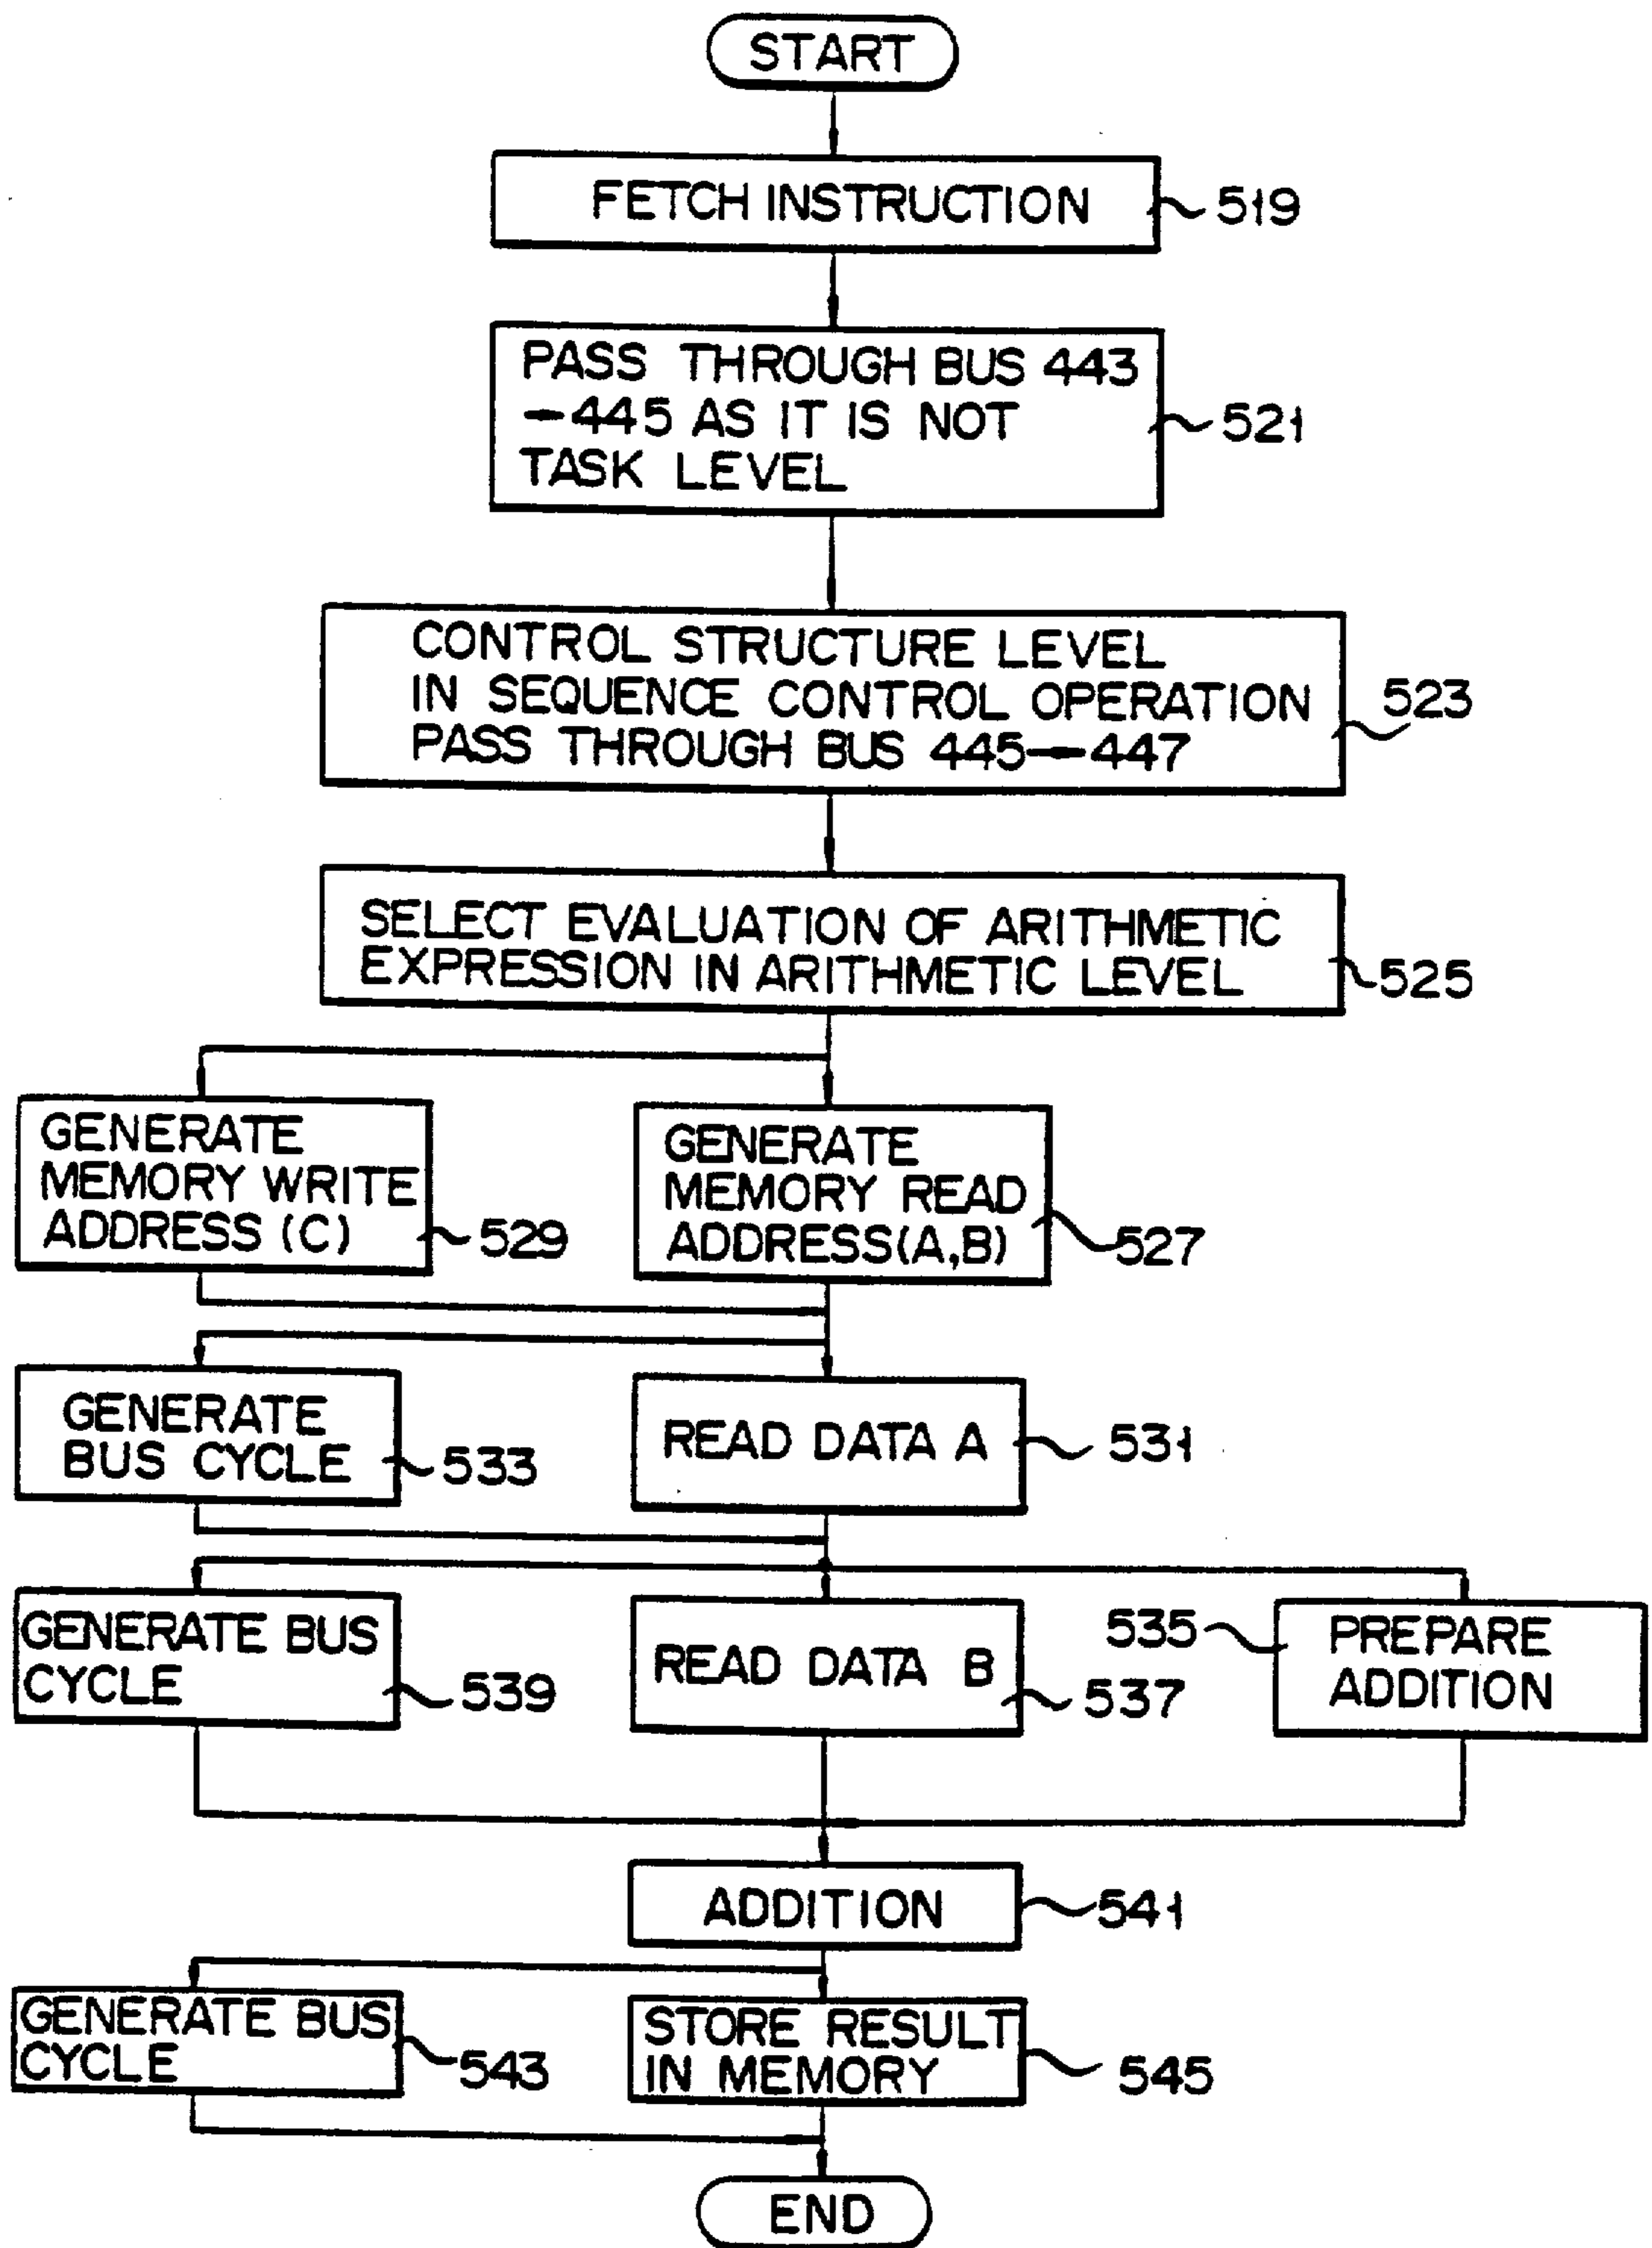 START
FETCH INSTRUCTION
519
PASS THROUGH BUS 443
→445 AS IT IS NOT
TASK LEVEL
521
CONTROL STRUCTURE LEVEL
IN SEQUENCE CONTROL OPERATION
PASS THROUGH BUS 445→447
523
SELECT EVALUATION OF ARITHMETIC
EXPRESSION IN ARITHMETIC LEVEL
525
GENERATE
MEMORY WRITE
ADDRESS (C)
529
GENERATE
MEMORY READ
ADDRESS(A,B)
527
GENERATE
BUS CYCLE
533
READ DATA A
531
GENERATE BUS
CYCLE
539
READ DATA B
537
535
PREPARE
ADDITION
ADDITION
541
GENERATE BUS
CYCLE
543
STORE RESULT
IN MEMORY
545
END